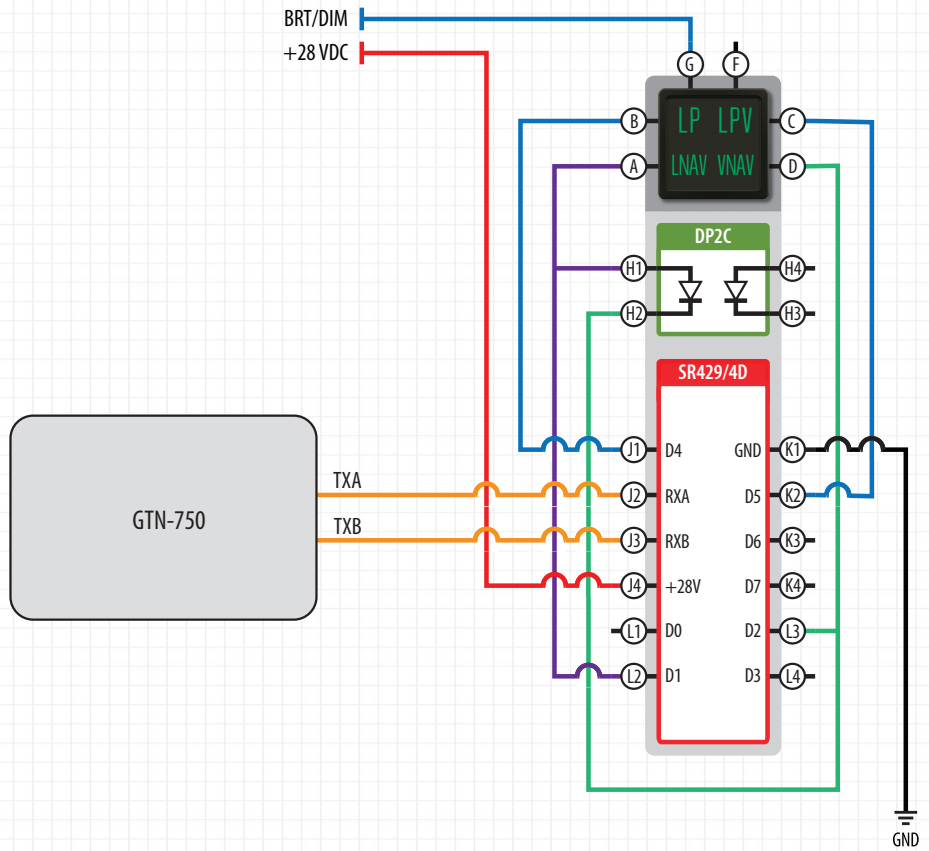 BRT/DIM
+28 VDC
G
F
B
LP LPV
C
A
LNAV VNAV
D
DP2C
H1
H4
H2
H3
SR429/4D
J1
D4
GND
K1
TXA
J2
RXA
D5
K2
GTN-750
TXB
J3
RXB
D6
K3
J4
+28V
D7
K4
L1
D0
D2
L3
L2
D1
D3
L4
GND